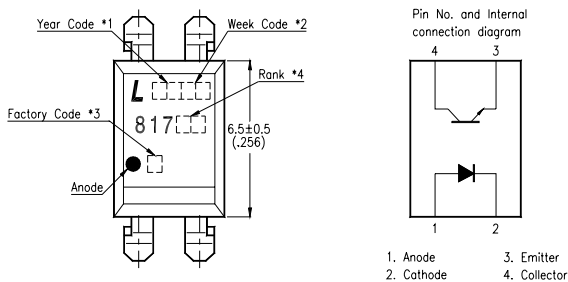 Year Code *1
Week Code *2
Rank *4
L
817
Factory Code *3
6.5±0.5
(.256)
Anode
Pin No. and Internal
connection diagram
4 3
1 2
1. Anode 3. Emitter
2. Cathode 4. Collector